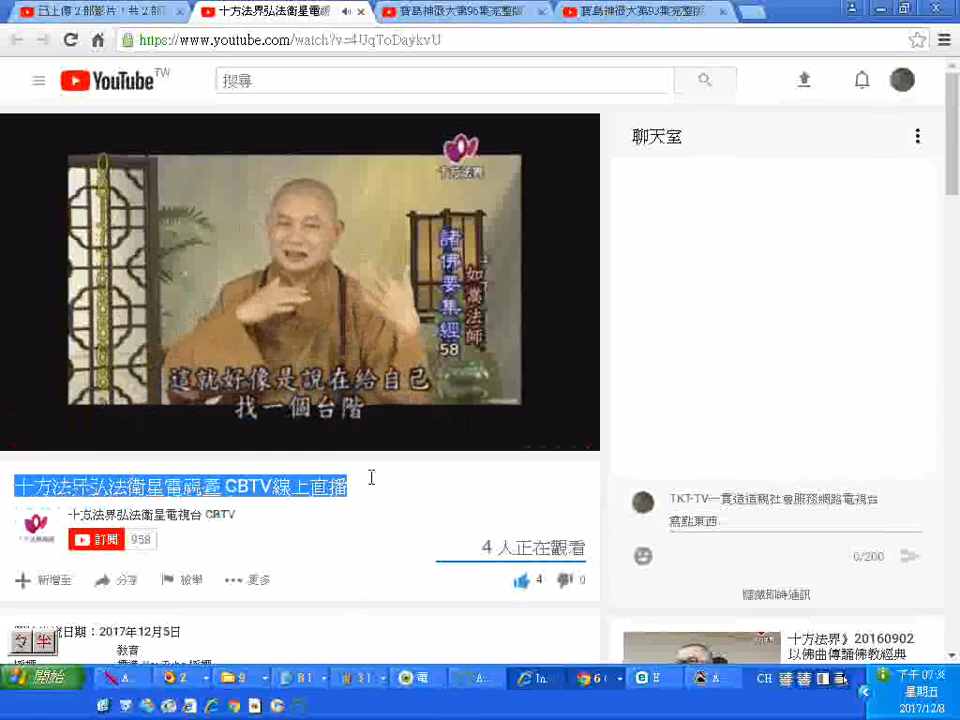 已上傳 2 部影片，共 2 部
十方法界弘法衛星電視
寶島神很大第96集完整版
寶島神很大第93集完整版
https://www.youtube.com/watch?v=4UqToDaykvU
YouTube TW
搜尋
十方法界
諸佛要集經
58
如當法師
這就好像是說在給自己
找一個台階
聊天室
十方法界弘法衛星電視臺 CBTV線上直播
十方法界弘法衛星電視台 CBTV
訂閱 958
4 人正在觀看
新增至 分享 檢舉 更多
4 0
TKT-TV一貫道道親社會服務網路電視台
寫點東西...
0/200
隱藏即時通訊
日期：2017年12月5日
教育
十方法界》20160902
以佛曲傳誦佛教經典
ㄅ 半
開始
CH
下午 07:3
星期五
2017/12/8